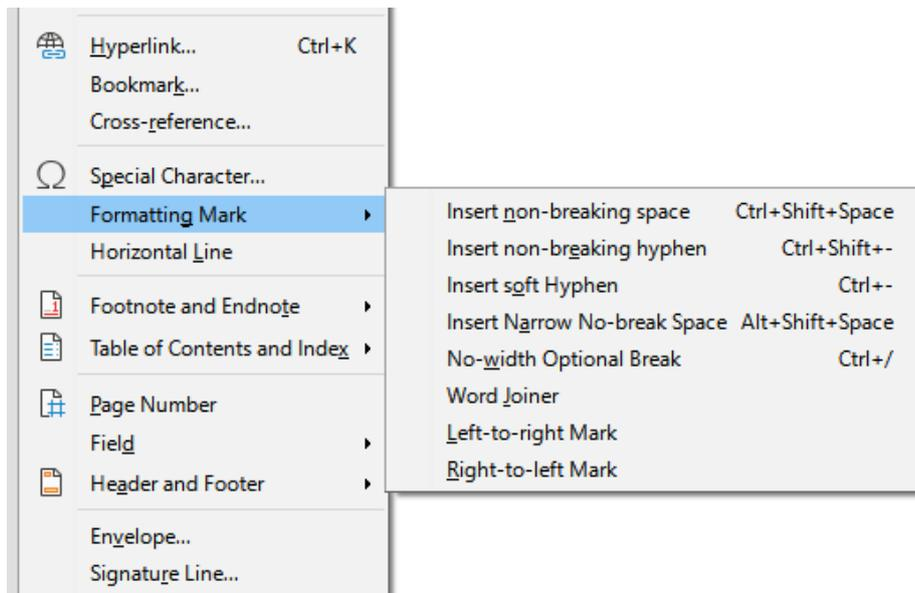 Hyperlink... Ctrl+K
Bookmark...
Cross-reference...
Special Character...
Formatting Mark
Horizontal Line
Footnote and Endnote
Table of Contents and Index
Page Number
Field
Header and Footer
Envelope...
Signature Line...
Insert non-breaking space Ctrl+Shift+Space
Insert non-breaking hyphen Ctrl+Shift+-
Insert soft Hyphen Ctrl+-
Insert Narrow No-break Space Alt+Shift+Space
No-width Optional Break Ctrl+/
Word Joiner
Left-to-right Mark
Right-to-left Mark